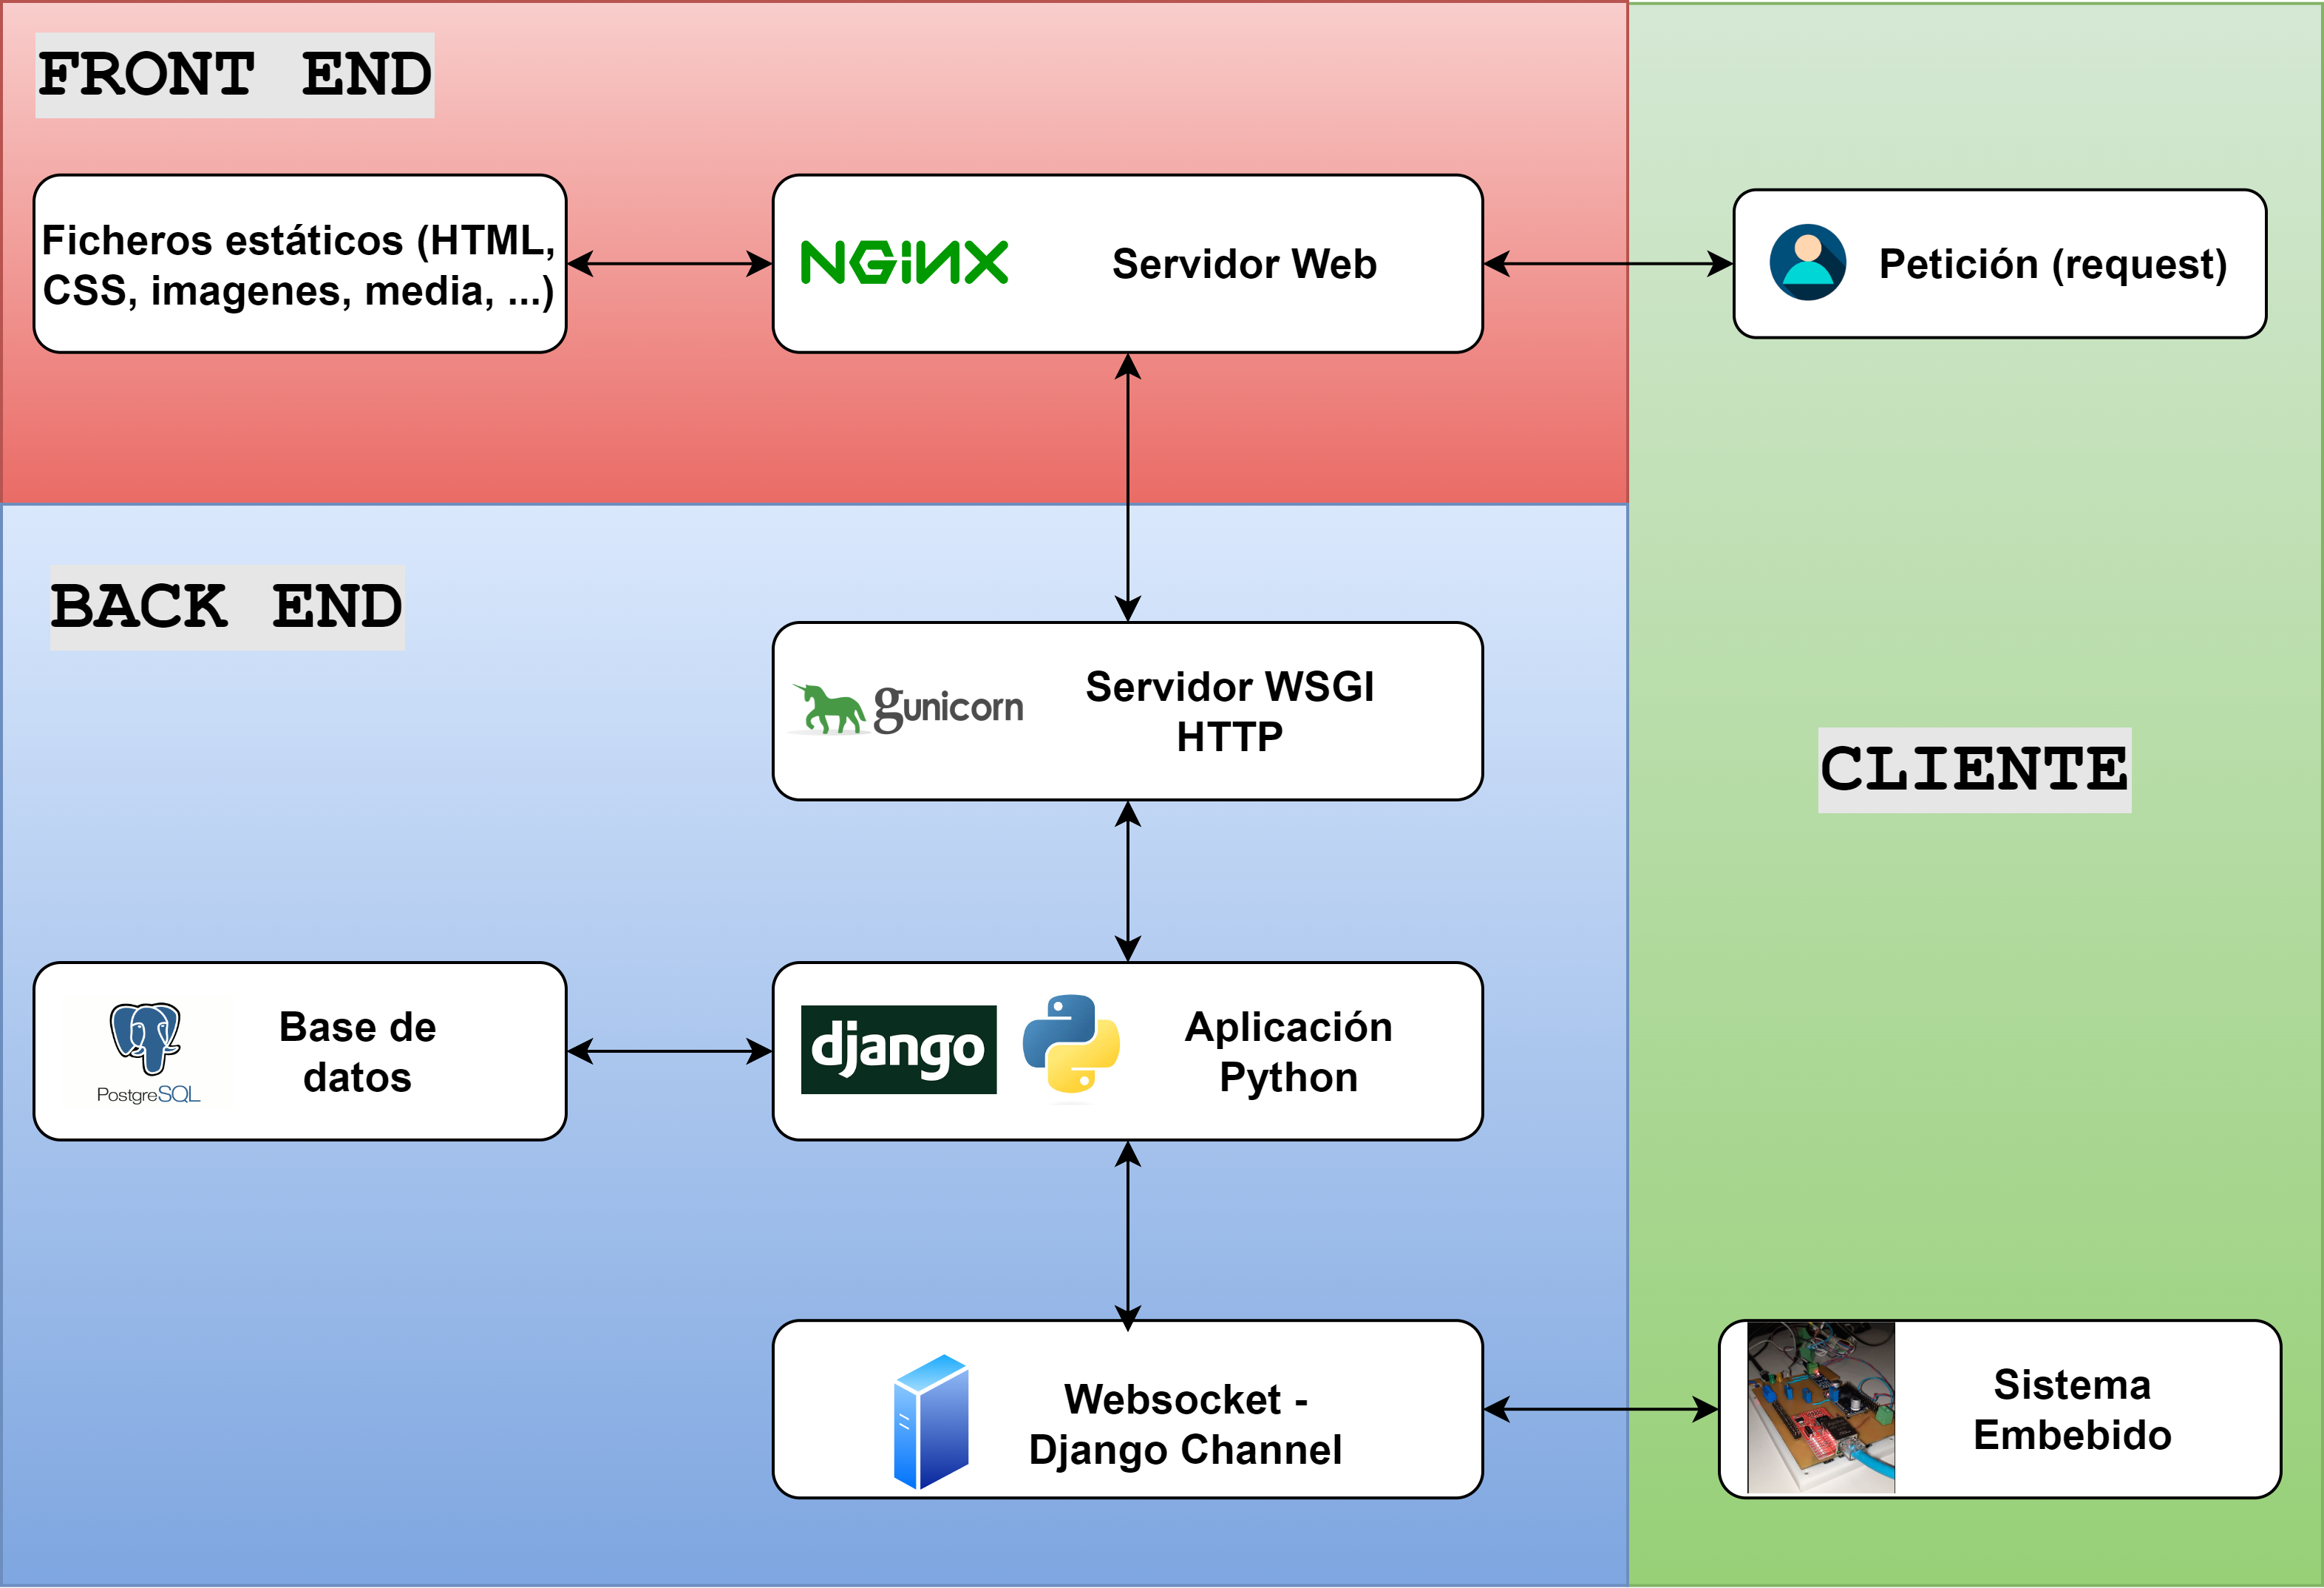 FRONT END
Ficheros estáticos (HTML,
CSS, imagenes, media, ...)
NGiNX
Servidor Web
Petición (request)
BACK END
gunicorn
Servidor WSGI
HTTP
CLIENTE
PostgreSQL
Base de
datos
django
Aplicación
Python
Websocket -
Django Channel
Sistema
Embebido